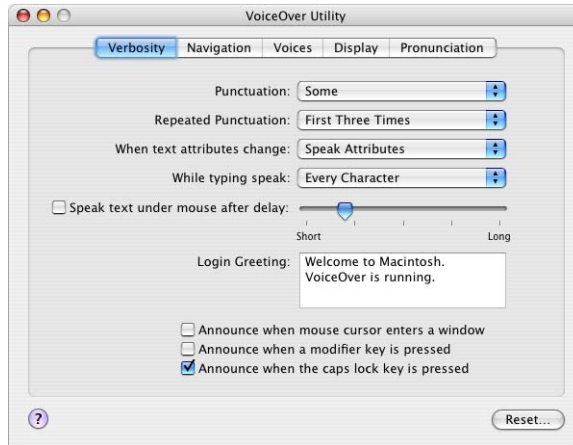 VoiceOver Utility
Verbosity Navigation Voices Display Pronunciation
Punctuation: Some
Repeated Punctuation: First Three Times
When text attributes change: Speak Attributes
While typing speak: Every Character
Speak text under mouse after delay:
Short Long
Login Greeting: Welcome to Macintosh.
VoiceOver is running.
Announce when mouse cursor enters a window
Announce when a modifier key is pressed
Announce when the caps lock key is pressed
? Reset...